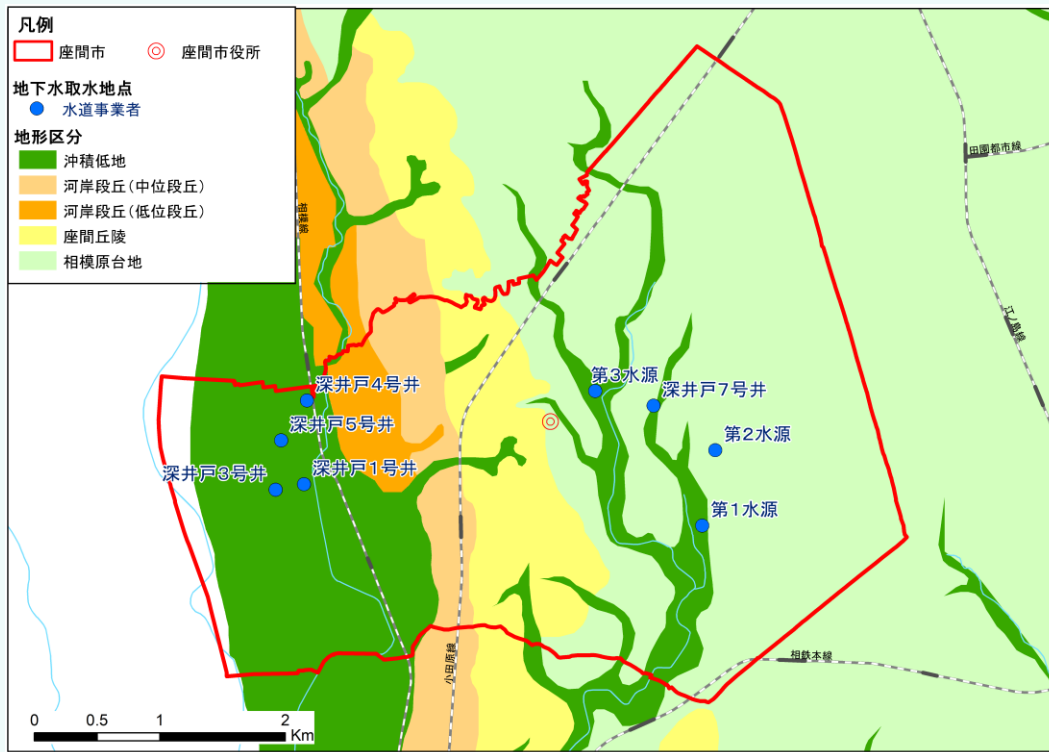 凡例
座間市
座間市役所
地下水取水地点
水道事業者
地形区分
沖積低地
河岸段丘(中位段丘)
河岸段丘(低位段丘)
座間丘陵
相模原台地
相模線
田園都市線
江ノ島線
深井戸4号井
第3水源
深井戸7号井
深井戸5号井
第2水源
深井戸3号井
深井戸1号井
第1水源
小田原線
相鉄本線
0 0.5 1 2
Km